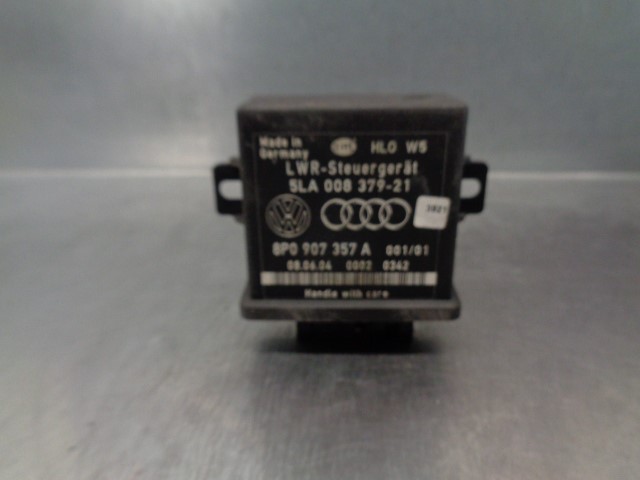 Made in Germany HLO W5
LWR-Steuergerät
5LA 008 379-21
3821
8P0 907 357 A 001/01
08.06.04 0002 0342
Handle with care